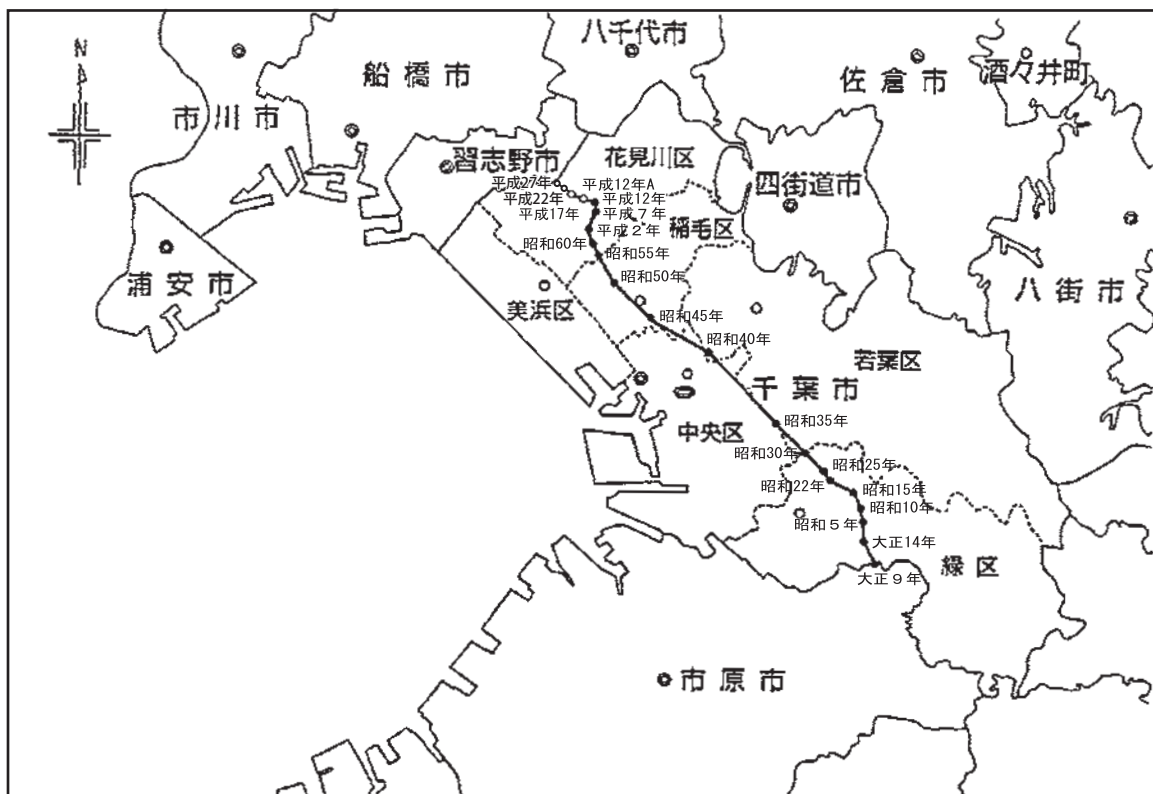 N
八千代市
船橋市
佐倉市
酒々井町
市川市
習志野市
花見川区
四街道市
平成27年
平成12年A
平成22年
平成12年
平成17年
平成7年
平成2年
稲毛区
昭和60年
昭和55年
昭和50年
浦安市
八街市
美浜区
昭和45年
昭和40年
若葉区
千葉市
昭和35年
中央区
昭和30年
昭和25年
昭和22年
昭和15年
昭和10年
昭和5年
大正14年
緑区
大正9年
市原市